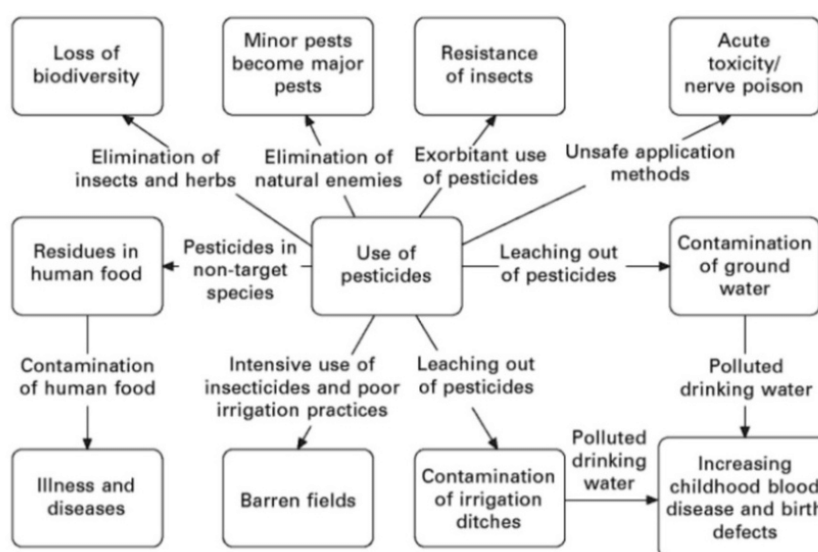 Loss of
biodiversity
Minor pests
become major
pests
Resistance
of insects
Acute
toxicity/
nerve poison
Elimination of
insects and herbs
Elimination of
natural enemies
Exorbitant use
of pesticides
Unsafe application
methods
Residues in
human food
Pesticides in
non-target
species
Use of
pesticides
Leaching out
of pesticides
Contamination
of ground
water
Contamination
of human food
Intensive use of
insecticides and poor
irrigation practices
Leaching out
of pesticides
Polluted
drinking water
Illness and
diseases
Barren fields
Contamination
of irrigation
ditches
Polluted
drinking
water
Increasing
childhood blood
disease and birth
defects